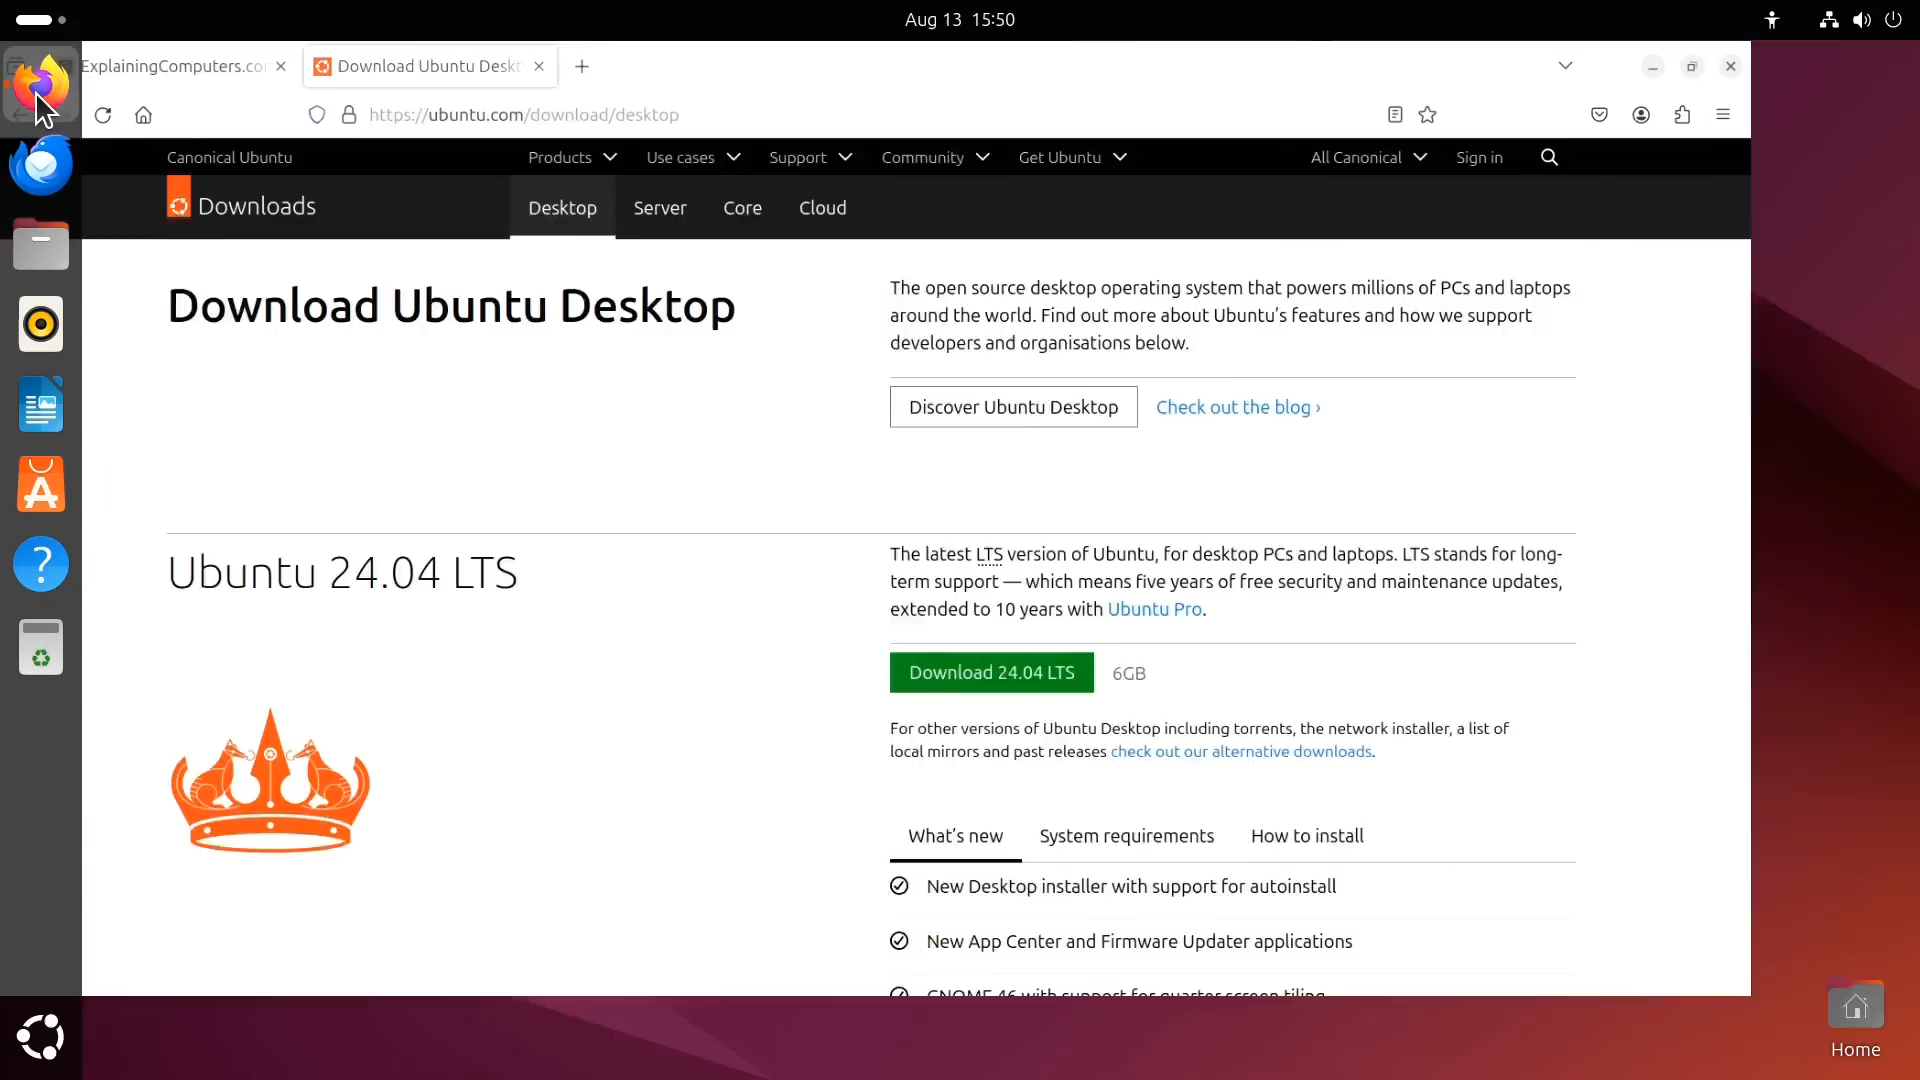 Aug 13 15:50
ExplainingComputers.co
Download Ubuntu Deskt
https://ubuntu.com/download/desktop
Canonical Ubuntu
Products
Use cases
Support
Community
Get Ubuntu
All Canonical
Sign in
Downloads
Desktop
Server
Core
Cloud
Download Ubuntu Desktop
The open source desktop operating system that powers millions of PCs and laptops
around the world. Find out more about Ubuntu's features and how we support
developers and organisations below.
Discover Ubuntu Desktop
Check out the blog ›
Ubuntu 24.04 LTS
The latest LTS version of Ubuntu, for desktop PCs and laptops. LTS stands for long-
term support — which means five years of free security and maintenance updates,
extended to 10 years with Ubuntu Pro.
Download 24.04 LTS
6GB
For other versions of Ubuntu Desktop including torrents, the network installer, a list of
local mirrors and past releases check out our alternative downloads.
What's new
System requirements
How to install
New Desktop installer with support for autoinstall
New App Center and Firmware Updater applications
GNOME 46 with support for quarter screen tiling
Home